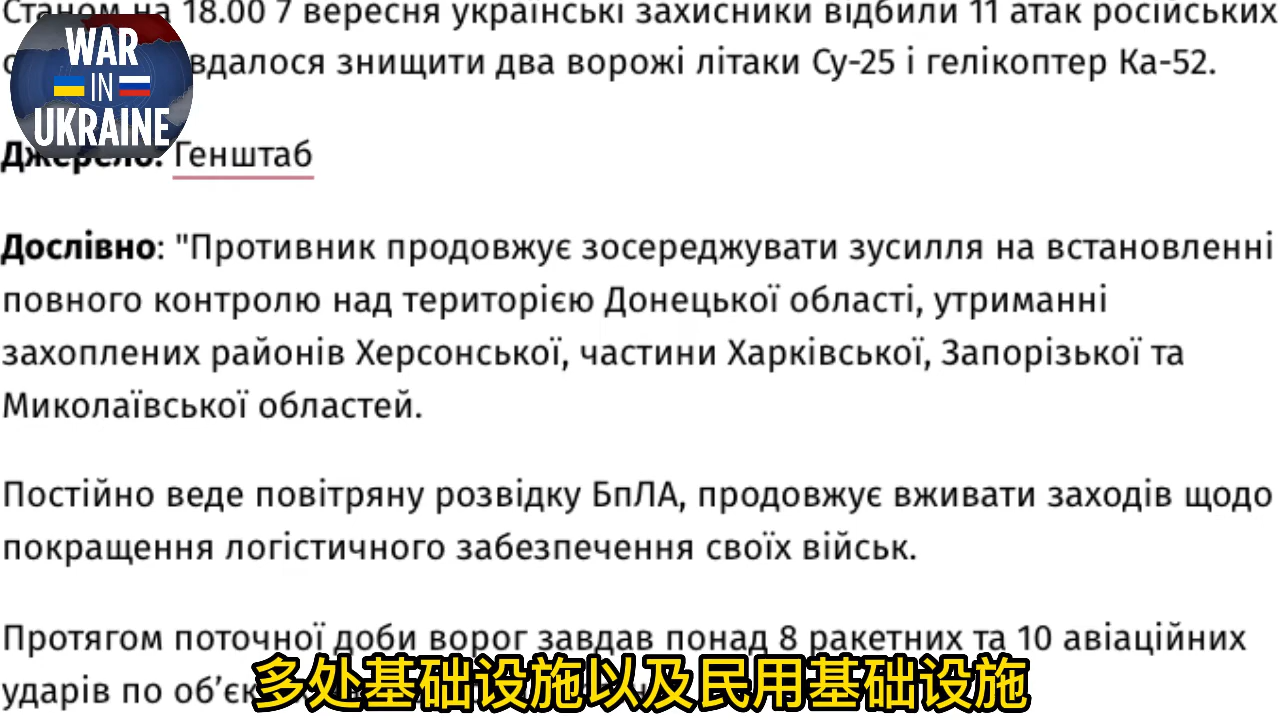 Станом на 18.00 7 вересня українські захисники відбили 11 атак російських
вдалося знищити два ворожі літаки Су-25 і гелікоптер Ка-52.
WAR
IN
UKRAINE
Джерело: Генштаб
Дослівно: "Противник продовжує зосереджувати зусилля на встановленні
повного контролю над територією Донецької області, утриманні
захоплених районів Херсонської, частини Харківської, Запорізької та
Миколаївської областей.
Постійно веде повітряну розвідку БпЛА, продовжує вживати заходів щодо
покращення логістичного забезпечення своїх військ.
Протягом поточної доби ворог завдав понад 8 ракетних та 10 авіаційних
ударів по
多处基础设施以及民用基础设施